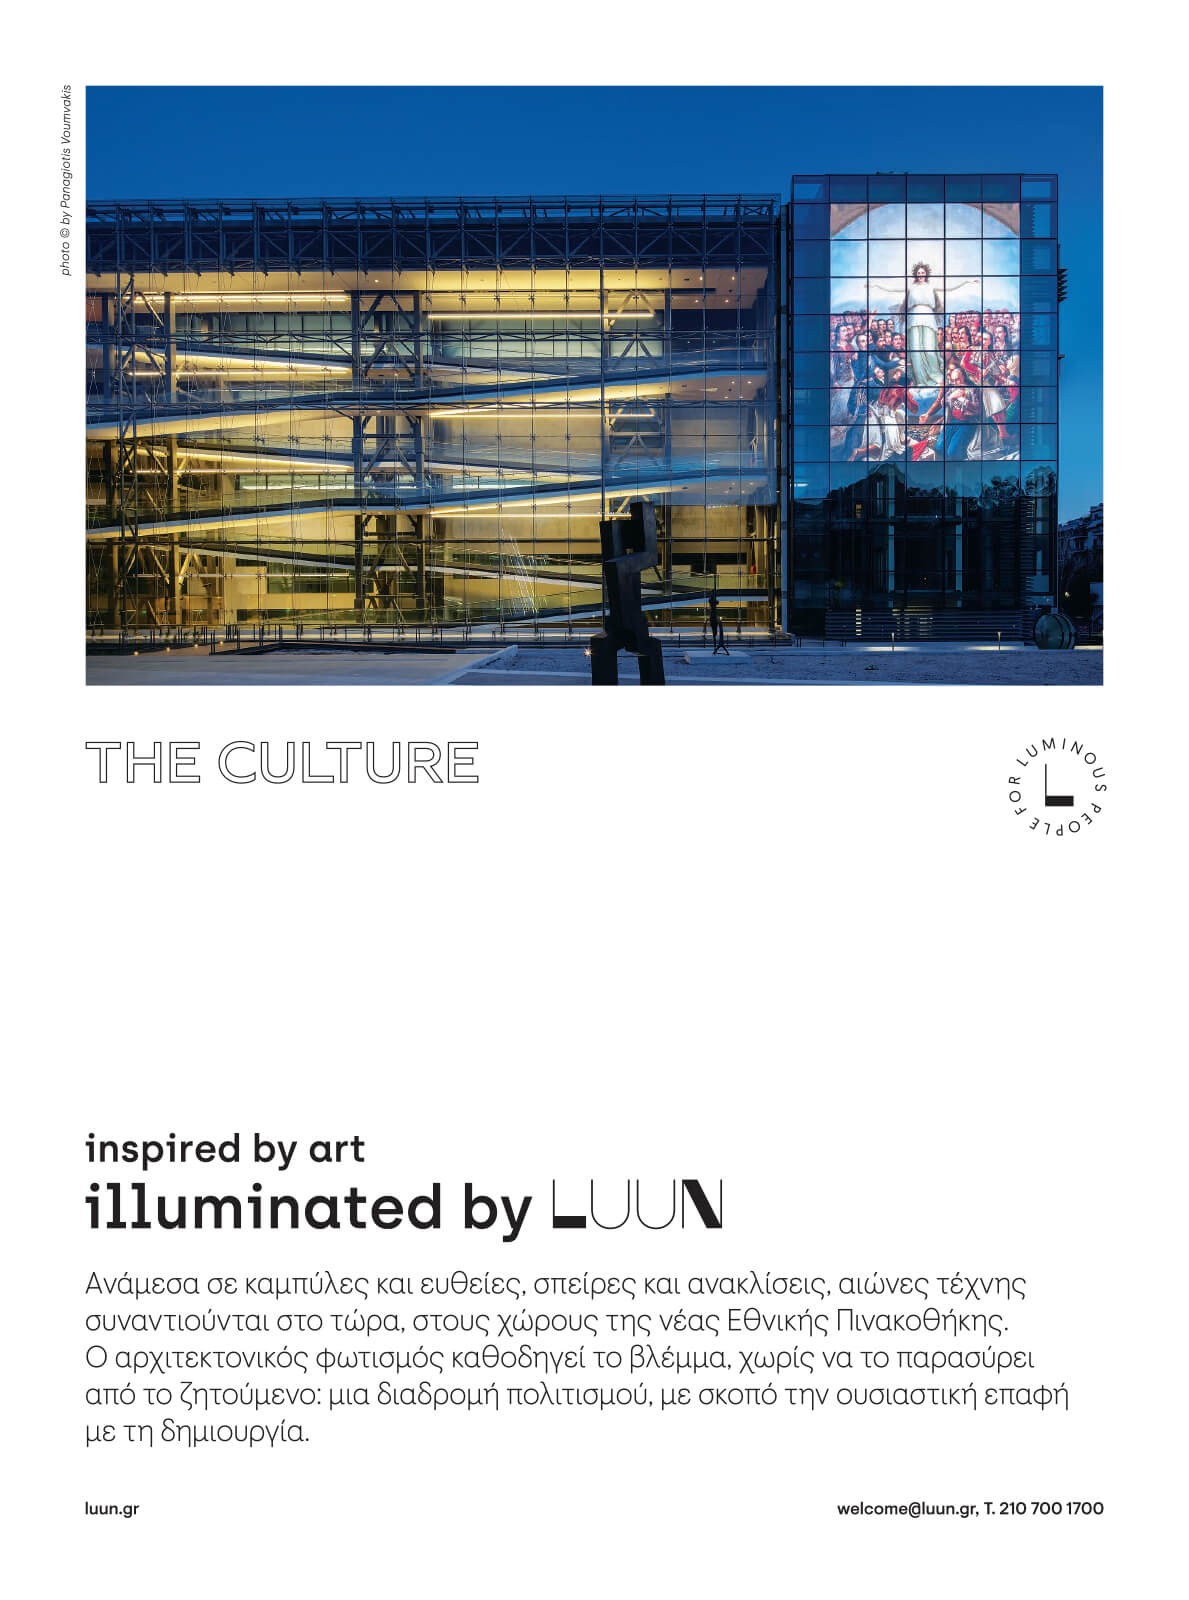 photo © by Panagiotis Voumvakis
THE CULTURE
FOR LUMINOUS PEOPLE
L
inspired by art
illuminated by LUUN
Ανάμεσα σε καμπύλες και ευθείες, σπείρες και ανακλίσεις, αιώνες τέχνης
συναντιούνται στο τώρα, στους χώρους της νέας Εθνικής Πινακοθήκης.
Ο αρχιτεκτονικός φωτισμός καθοδηγεί το βλέμμα, χωρίς να το παρασύρει
από το ζητούμενο: μια διαδρομή πολιτισμού, με σκοπό την ουσιαστική επαφή
με τη δημιουργία.
luun.gr
welcome@luun.gr, T. 210 700 1700